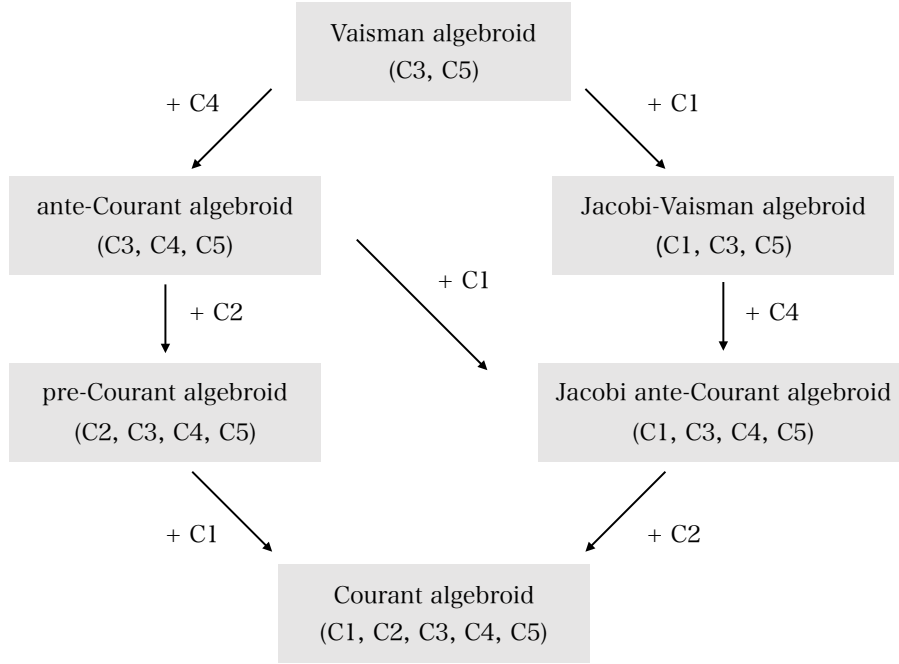 Vaisman algebroid
(C3, C5)
+ C4
+ C1
ante-Courant algebroid
(C3, C4, C5)
Jacobi-Vaisman algebroid
(C1, C3, C5)
+ C1
+ C2
+ C4
pre-Courant algebroid
(C2, C3, C4, C5)
Jacobi ante-Courant algebroid
(C1, C3, C4, C5)
+ C1
+ C2
Courant algebroid
(C1, C2, C3, C4, C5)